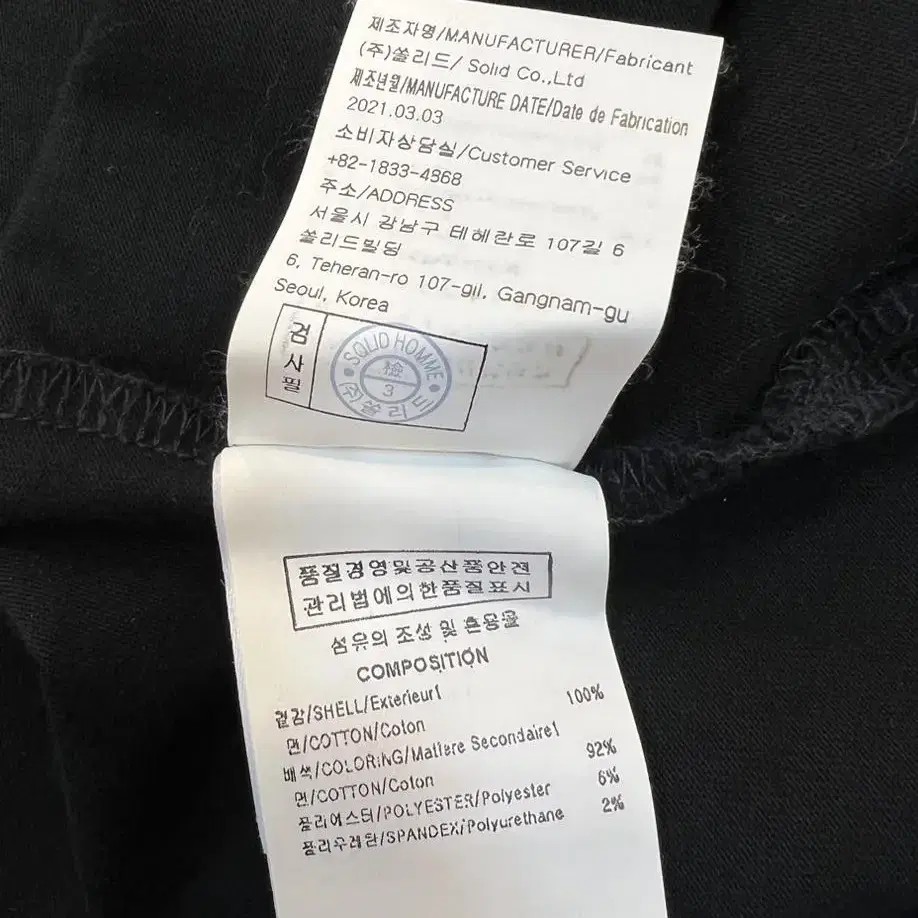 제조자명/MANUFACTURER/Fabricant
(주)쏠리드/ Solid Co.,Ltd
제조년월/MANUFACTURE DATE/Date de Fabrication
2021.03.03
소비자상담실/Customer Service
+82-1833-4368
주소/ADDRESS
서울시 강남구 테헤란로 107길 6
쏠리드빌딩
6, Teheran-ro 107-gil, Gangnam-gu
Seoul, Korea
검사필
SOLID HOMME
檢
3
(주)쏠리드
품질경영및공산품안전
관리법에의한품질표시
섬유의 조성 및 혼용율
COMPOSITION
겉감/SHELL/Exterieur1
면/COTTON/Coton 100%
배색/COLORING/Matiere Secondaire1
면/COTTON/Coton 92%
폴리에스터/POLYESTER/Polyester 6%
폴리우레탄/SPANDEX/Polyurethane 2%